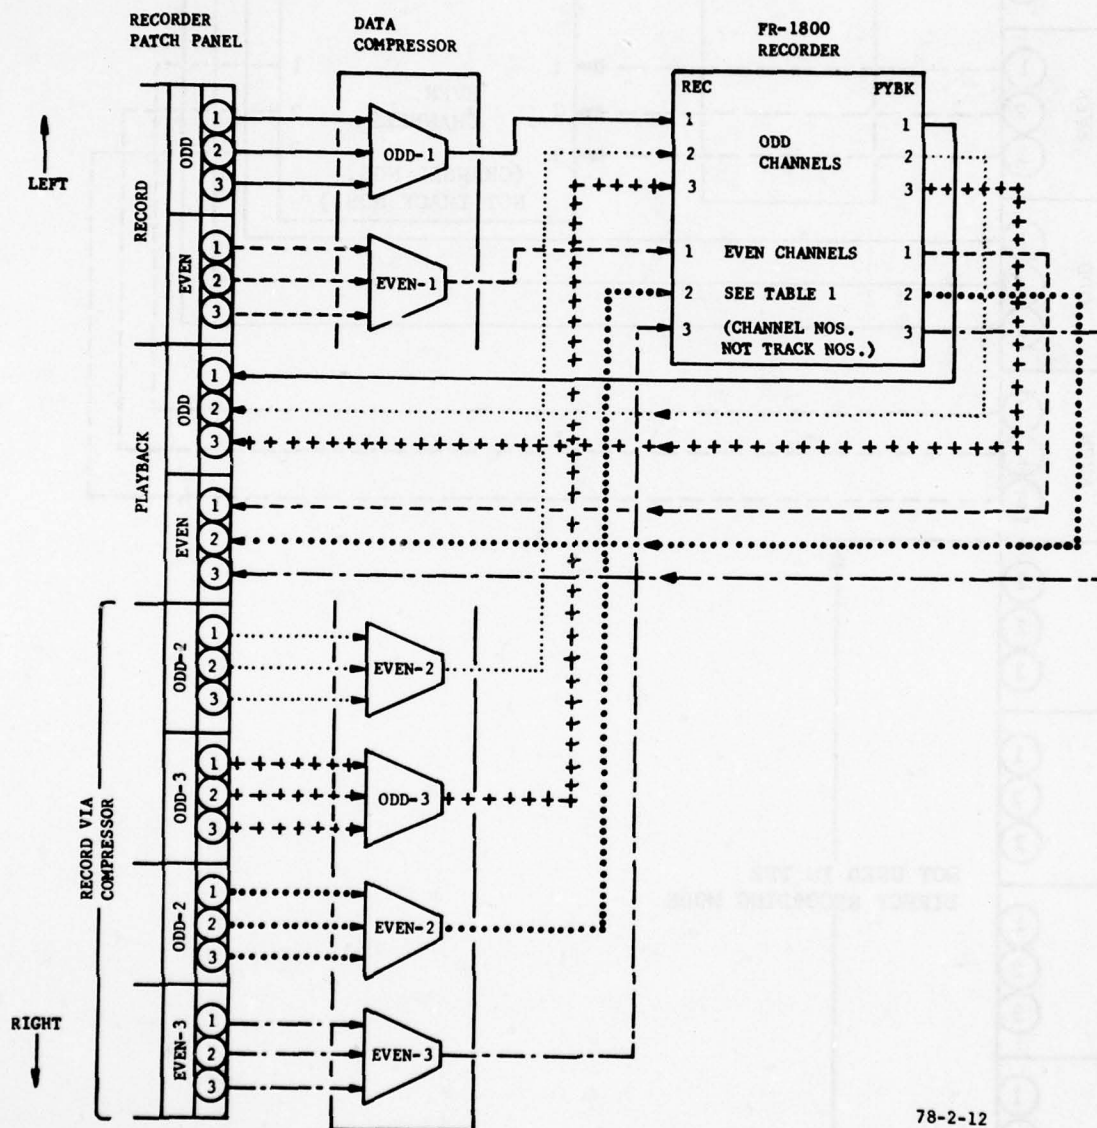 RECORDER
PATCH PANEL
DATA
COMPRESSOR
FR-1800
RECORDER
LEFT
RECORD
ODD
1
2
3
EVEN
1
2
3
PLAYBACK
ODD
1
2
3
EVEN
1
2
3
RECORD VIA
COMPRESSOR
ODD-2
1
2
3
ODD-3
1
2
3
ODD-2
1
2
3
EVEN-3
1
2
3
RIGHT
ODD-1
EVEN-1
EVEN-2
ODD-3
EVEN-2
EVEN-3
REC
PYBK
1
ODD
CHANNELS
1
2
2
3
3
1
EVEN CHANNELS
1
2
SEE TABLE 1
2
3
(CHANNEL NOS.
NOT TRACK NOS.)
3
78-2-12